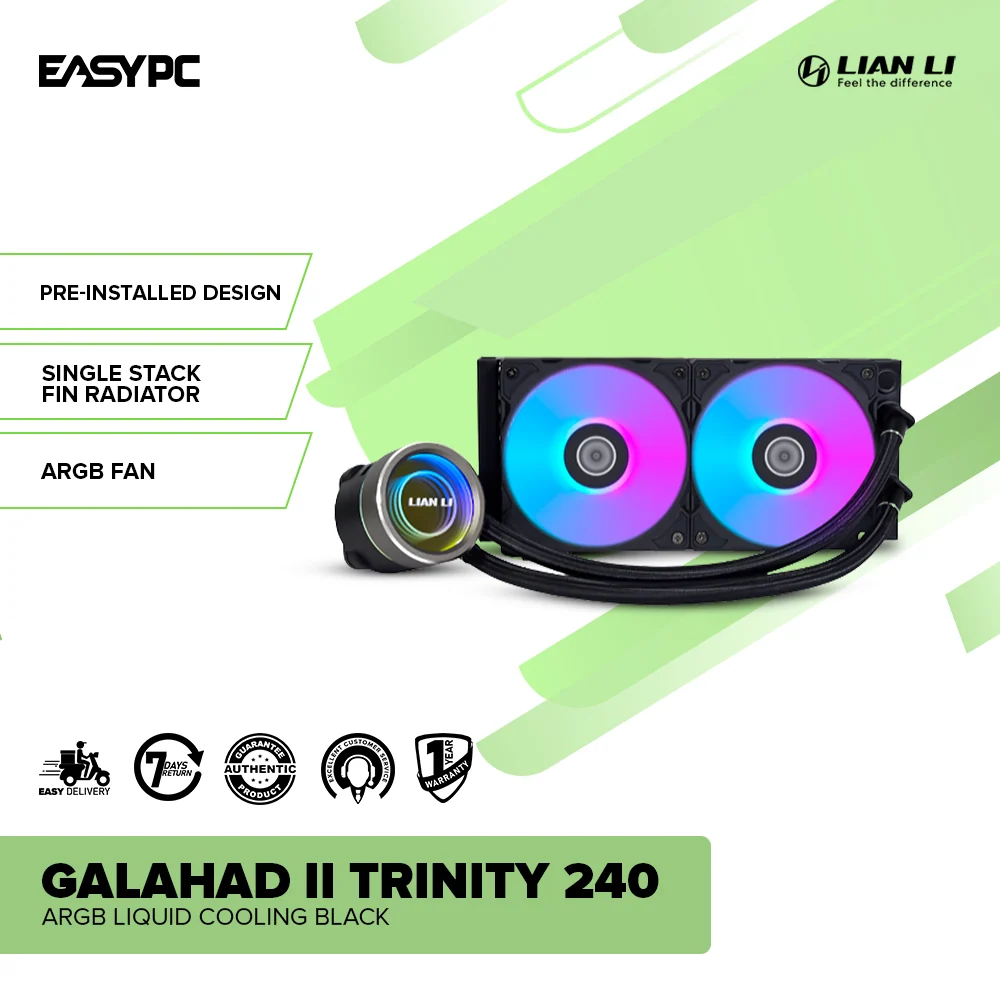 EASYPC
LIAN LI
Feel the difference
PRE-INSTALLED DESIGN
SINGLE STACK
FIN RADIATOR
ARGB FAN
LIAN LI
EASY DELIVERY
7 DAYS
RETURN
GUARANTEE
AUTHENTIC
PRODUCT
EXCELLENT CUSTOMER SERVICE
1 YEAR
WARRANTY
GALAHAD II TRINITY 240
ARGB LIQUID COOLING BLACK